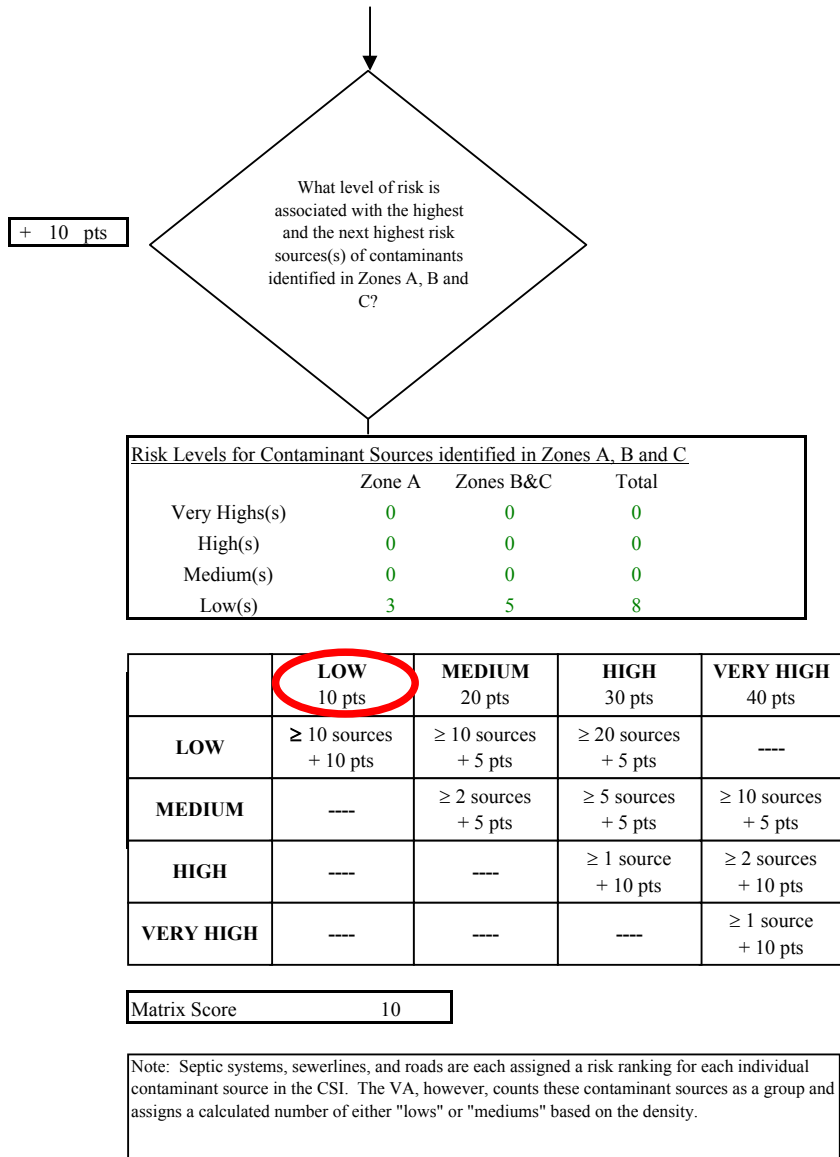 What level of risk is
associated with the highest
and the next highest risk
sources(s) of contaminants
identified in Zones A, B and
C?
+ 10 pts
Risk Levels for Contaminant Sources identified in Zones A, B and C
Zone A Zones B&C Total
Very Highs(s) 0 0 0
High(s) 0 0 0
Medium(s) 0 0 0
Low(s) 3 5 8
LOW MEDIUM HIGH VERY HIGH
10 pts 20 pts 30 pts 40 pts
LOW ≥ 10 sources ≥ 10 sources ≥ 20 sources ----
+ 10 pts + 5 pts + 5 pts
MEDIUM ---- ≥ 2 sources ≥ 5 sources ≥ 10 sources
+ 5 pts + 5 pts + 5 pts
HIGH ---- ---- ≥ 1 source ≥ 2 sources
+ 10 pts + 10 pts
VERY HIGH ---- ---- ---- ≥ 1 source
+ 10 pts
Matrix Score 10
Note: Septic systems, sewerlines, and roads are each assigned a risk ranking for each individual
contaminant source in the CSI. The VA, however, counts these contaminant sources as a group and
assigns a calculated number of either "lows" or "mediums" based on the density.